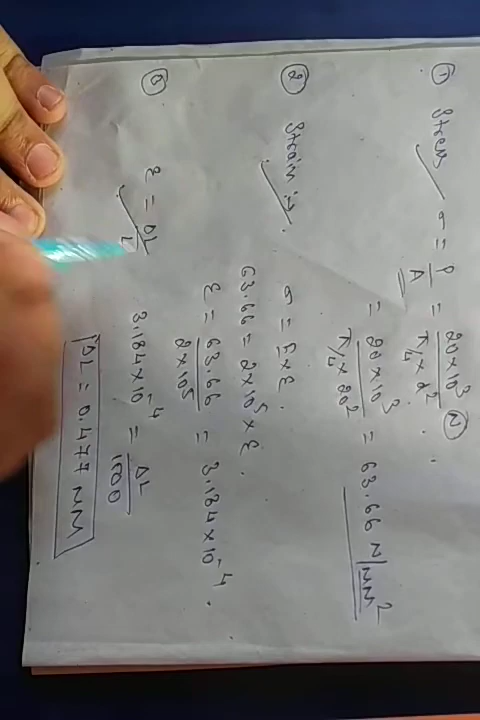 ① Stress σ = P/A = 20×10³ (N) / π/4 × d²
= 20×10³ / π/4 × 20² = 63.66 N/mm²
② Strain :→
σ = E×ε.
63.66 = 2×10⁵ × ε.
ε = 63.66 / 2×10⁵ = 3.184×10⁻⁴.
③ ε = ΔL/L 3.184×10⁻⁴ = ΔL
ΔL = 0.477 mm